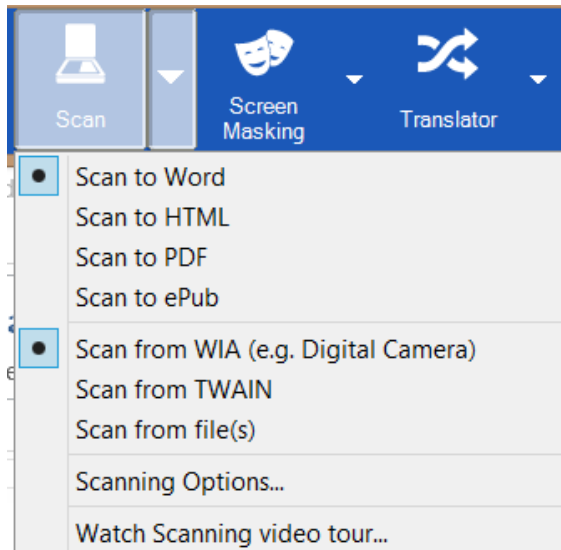 Scan
Screen
Masking
Translator
Scan to Word
Scan to HTML
Scan to PDF
Scan to ePub
Scan from WIA (e.g. Digital Camera)
Scan from TWAIN
Scan from file(s)
Scanning Options...
Watch Scanning video tour...